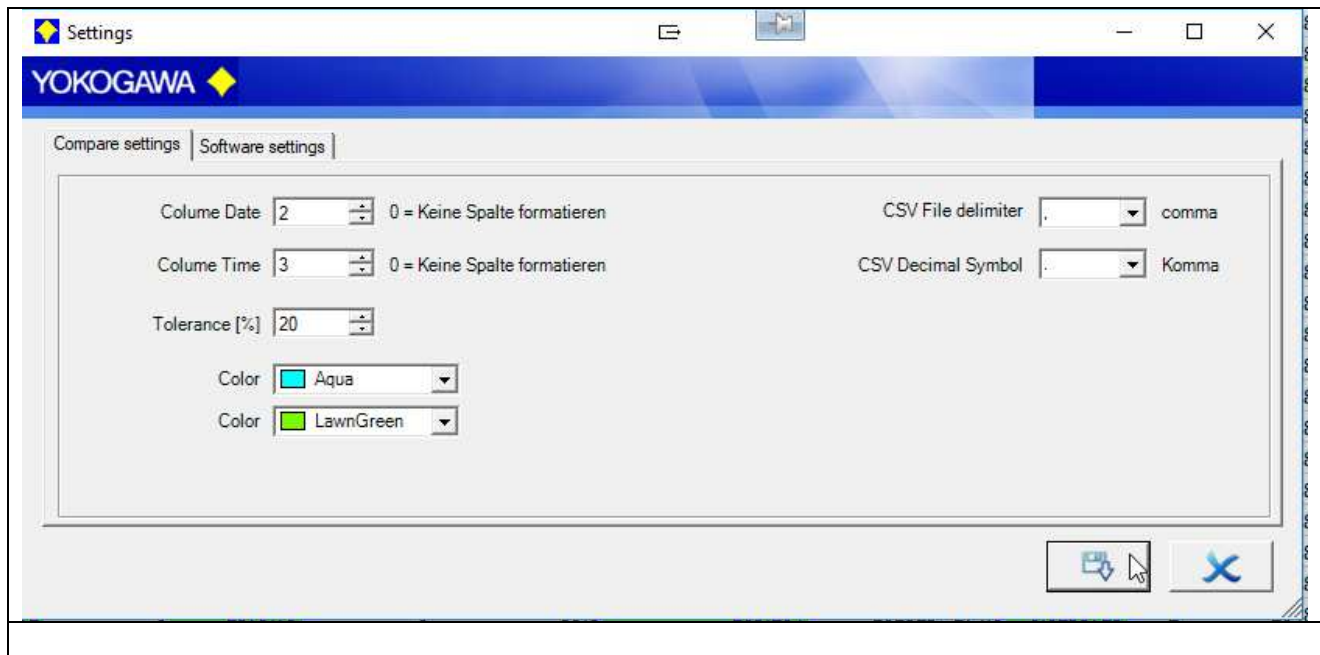 Settings
YOKOGAWA
Compare settings Software settings
Colume Date 2 0 = Keine Spalte formatieren CSV File delimiter , comma
Colume Time 3 0 = Keine Spalte formatieren CSV Decimal Symbol . Komma
Tolerance [%] 20
Color Aqua
Color LawnGreen